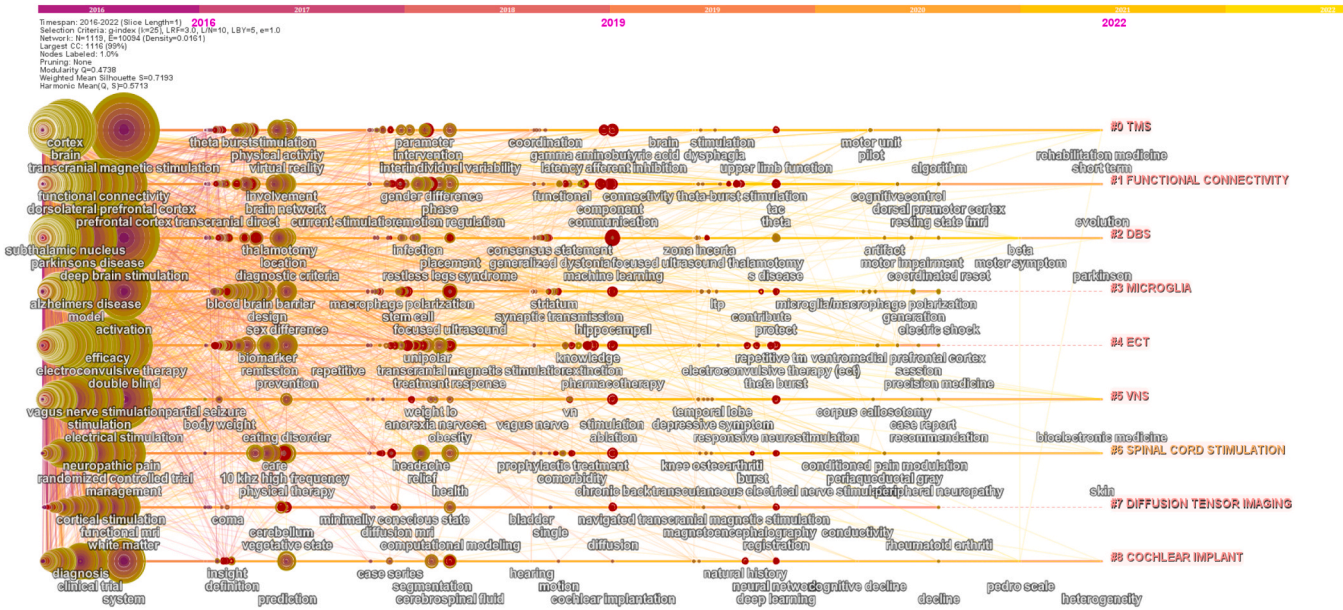 2016 2017 2018 2019 2020 2021 2022
2016 2019 2022
Timespan: 2016-2022 (Slice Length=1)
Selection Criteria: g-index (k=25), LRF=3.0, L/N=10, LBY=5, e=1.0
Network: N=1119, E=10094 (Density=0.0161)
Largest CC: 1116 (99%)
Nodes Labeled: 1.0%
Pruning: None
Modularity Q=0.4738
Weighted Mean Silhouette S=0.7193
Harmonic Mean(Q, S)=0.5713
#0 TMS
cortex theta burststimulation parameter coordination brain stimulation motor unit
brain physical activity intervention gamma aminobutyric acid dysphagia pilot rehabilitation medicine
transcranial magnetic stimulation virtual reality interindividual variability latency afferent inhibition upper limb function algorithm short term
#1 FUNCTIONAL CONNECTIVITY
functional connectivity involvement gender difference functional connectivity theta-burst stimulation cognitivecontrol
dorsolateral prefrontal cortex brain network phase component tac dorsal premotor cortex
prefrontal cortex transcranial direct current stimulation emotion regulation communication theta resting state fmri evolution
#2 DBS
subthalamic nucleus thalamotomy infection consensus statement zona incerta artifact beta
parkinsons disease location placement generalized dystonia focused ultrasound thalamotomy motor impairment motor symptom
deep brain stimulation diagnostic criteria restless legs syndrome machine learning s disease coordinated reset parkinson
#3 MICROGLIA
alzheimers disease blood brain barrier macrophage polarization striatum ltp microglia/macrophage polarization
model design stem cell synaptic transmission contribute generation
activation sex difference focused ultrasound hippocampal protect electric shock
#4 ECT
efficacy biomarker unipolar knowledge repetitive tm ventromedial prefrontal cortex
electroconvulsive therapy remission repetitive transcranial magnetic stimulation extinction electroconvulsive therapy (ect) session
double blind prevention treatment response pharmacotherapy theta burst precision medicine
#5 VNS
vagus nerve stimulation partial seizure weight lo vn temporal lobe corpus callosotomy
stimulation body weight anorexia nervosa vagus nerve stimulation depressive symptom case report
electrical stimulation eating disorder obesity ablation responsive neurostimulation recommendation bioelectronic medicine
#6 SPINAL CORD STIMULATION
neuropathic pain care headache prophylactic treatment knee osteoarthriti conditioned pain modulation
randomized controlled trial 10 khz high frequency relief comorbidity burst periaqueductal gray
management physical therapy health chronic back transcutaneous electrical nerve stimulation peripheral neuropathy skin
#7 DIFFUSION TENSOR IMAGING
cortical stimulation coma minimally conscious state bladder navigated transcranial magnetic stimulation
functional mri cerebellum diffusion mri single magnetoencephalography conductivity
white matter vegetative state computational modeling diffusion registration rheumatoid arthriti
#8 COCHLEAR IMPLANT
diagnosis insight case series hearing natural history
clinical trial definition segmentation motion neural network cognitive decline pedro scale
system prediction cerebrospinal fluid cochlear implantation deep learning decline heterogeneity